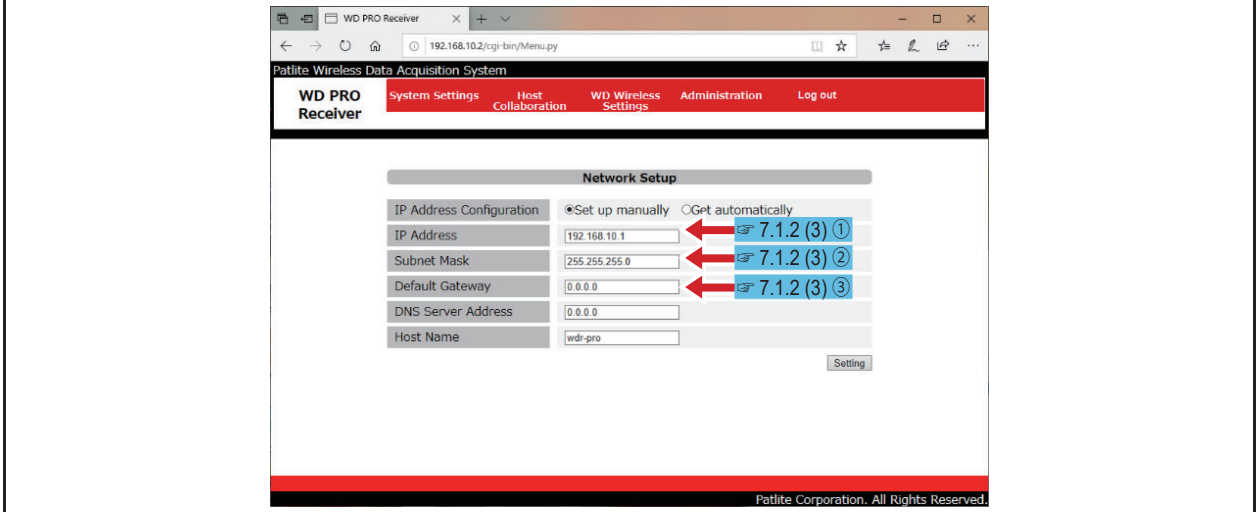 WD PRO Receiver
192.168.10.2/cgi-bin/Menu.py
Patlite Wireless Data Acquisition System
WD PRO
Receiver
System Settings
Host
Collaboration
WD Wireless
Settings
Administration
Log out
Network Setup
IP Address Configuration ◉Set up manually ○Get automatically
IP Address 192.168.10.1 ☞ 7.1.2 (3) ①
Subnet Mask 255.255.255.0 ☞ 7.1.2 (3) ②
Default Gateway 0.0.0.0 ☞ 7.1.2 (3) ③
DNS Server Address 0.0.0.0
Host Name wdr-pro
Setting
Patlite Corporation. All Rights Reserved.